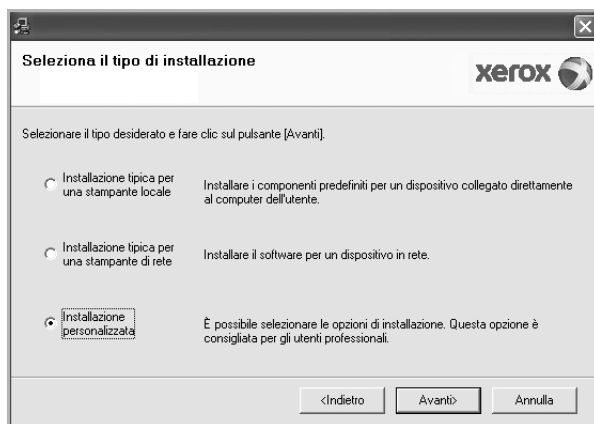 Seleziona il tipo di installazione
xerox
Selezionare il tipo desiderato e fare clic sul pulsante [Avanti].
Installazione tipica per
una stampante locale
Installare i componenti predefiniti per un dispositivo collegato direttamente
al computer dell'utente.
Installazione tipica per
una stampante di rete
Installare il software per un dispositivo in rete.
Installazione
personalizzata
È possibile selezionare le opzioni di installazione. Questa opzione è
consigliata per gli utenti professionali.
<Indietro
Avanti>
Annulla